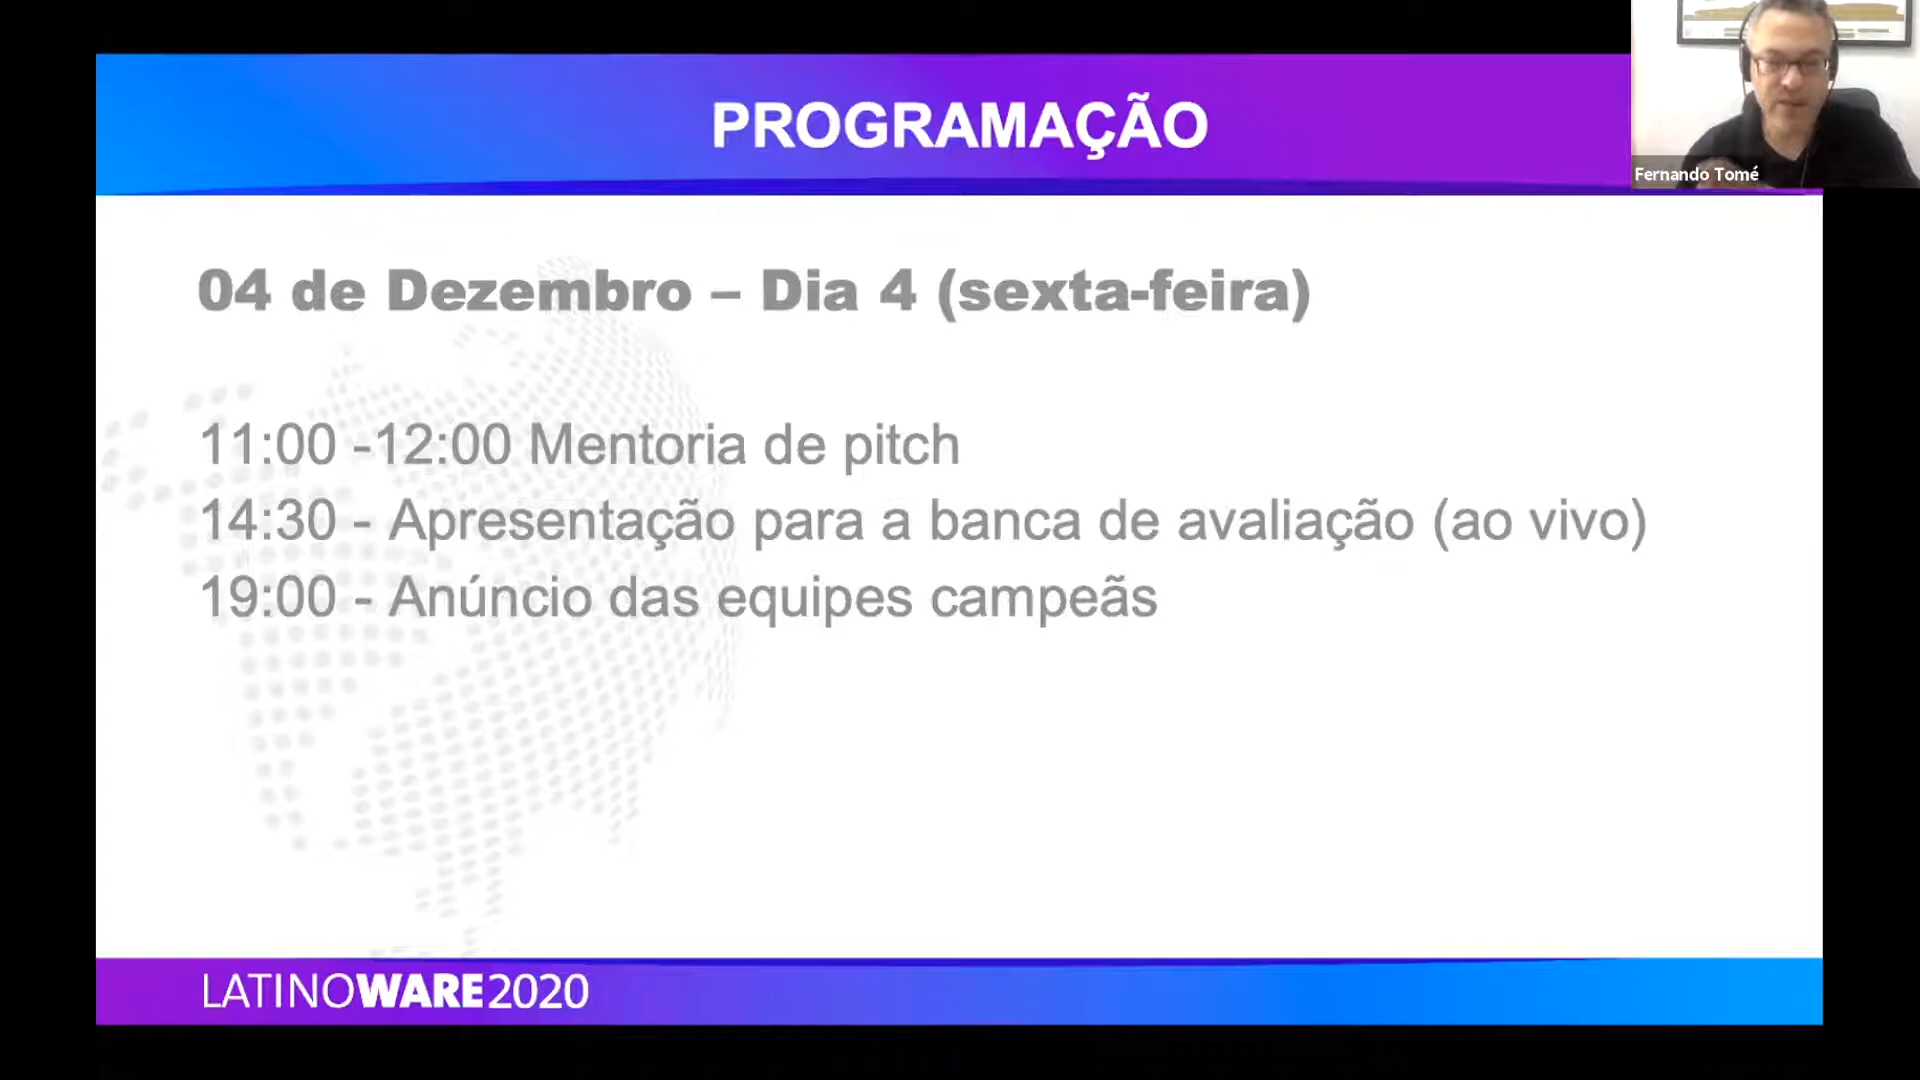 PROGRAMAÇÃO
Fernando Tomé
04 de Dezembro – Dia 4 (sexta-feira)
11:00 -12:00 Mentoria de pitch
14:30 - Apresentação para a banca de avaliação (ao vivo)
19:00 - Anúncio das equipes campeãs
LATINOWARE2020